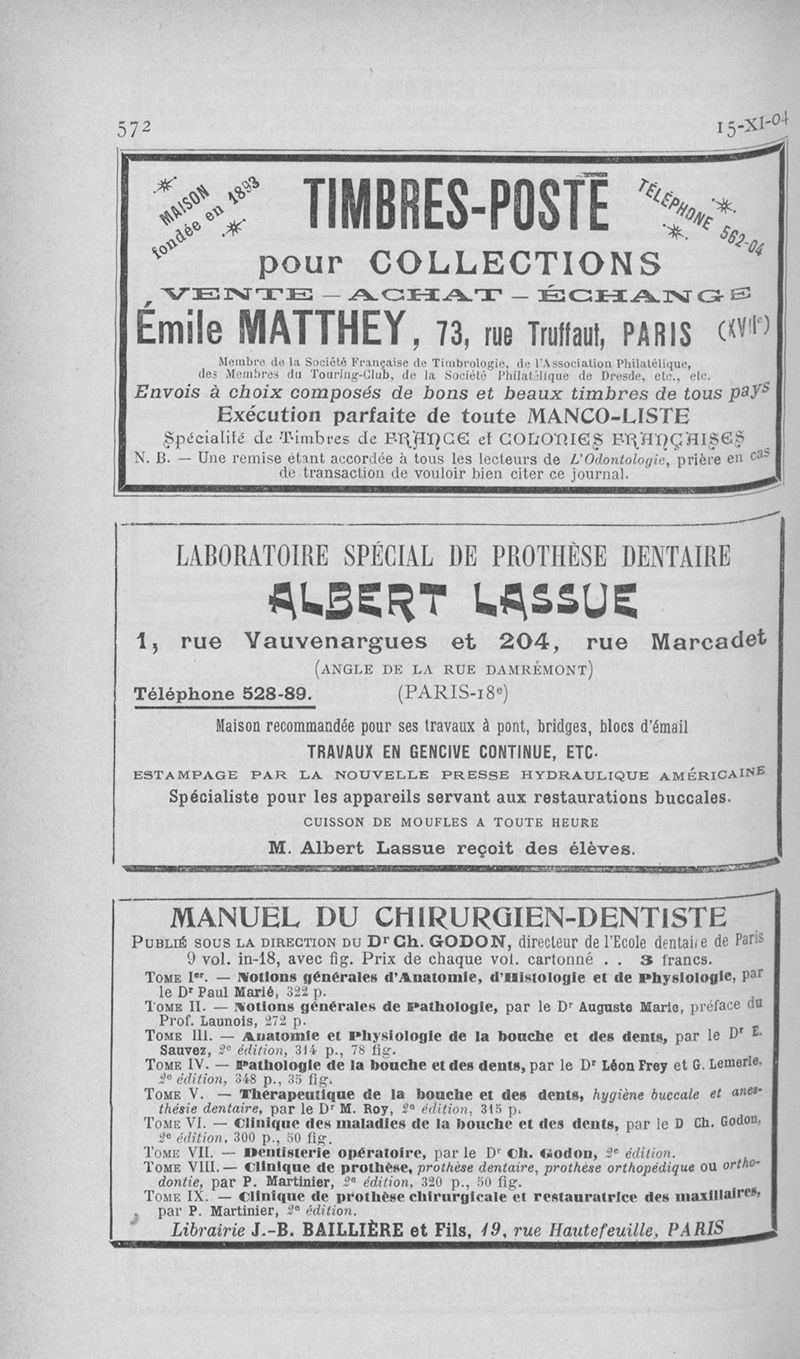 572
15-XI-04
MAISON
fondée en 1893
TIMBRES-POSTE
TÉLÉPHONE 562-04
pour COLLECTIONS
VENTE — ACHAT — ÉCHANGE
Émile MATTHEY, 73, rue Truffaut, PARIS (XVIIe)
Membre de la Société Française de Timbrologie, de l'Association Philatélique,
des Membres du Touring-Club, de la Société Philatélique de Dresde, etc., etc.
Envois à choix composés de bons et beaux timbres de tous pays
Exécution parfaite de toute MANCO-LISTE
Spécialité de Timbres de FRANCE et COLONIES FRANÇAISES
N. B. — Une remise étant accordée à tous les lecteurs de L'Odontologie, prière en cas
de transaction de vouloir bien citer ce journal.
LABORATOIRE SPÉCIAL DE PROTHÈSE DENTAIRE
ALBERT LASSUE
1, rue Vauvenargues et 204, rue Marcadet
(ANGLE DE LA RUE DAMRÉMONT)
Téléphone 528-89. (PARIS-18e)
Maison recommandée pour ses travaux à pont, bridges, blocs d'émail
TRAVAUX EN GENCIVE CONTINUE, ETC.
ESTAMPAGE PAR LA NOUVELLE PRESSE HYDRAULIQUE AMÉRICAINE
Spécialiste pour les appareils servant aux restaurations buccales.
CUISSON DE MOUFLES A TOUTE HEURE
M. Albert Lassue reçoit des élèves.
MANUEL DU CHIRURGIEN-DENTISTE
PUBLIÉ SOUS LA DIRECTION DU Dr Ch. GODON, directeur de l'Ecole dentaire de Paris
9 vol. in-18, avec fig. Prix de chaque vol. cartonné . . 3 francs.
TOME Ier. — Notions générales d'Anatomie, d'Histologie et de Physiologie, par
le Dr Paul Marié, 322 p.
TOME II. — Notions générales de Pathologie, par le Dr Auguste Marie, préface du
Prof. Launois, 272 p.
TOME III. — Anatomie et Physiologie de la bouche et des dents, par le Dr E.
Sauvez, 2e édition, 314 p., 78 fig.
TOME IV. — Pathologie de la bouche et des dents, par le Dr Léon Frey et G. Lemerle,
2e édition, 348 p., 35 fig.
TOME V. — Thérapeutique de la bouche et des dents, hygiène buccale et anes-
thésie dentaire, par le Dr M. Roy, 2e édition, 315 p.
TOME VI. — Clinique des maladies de la bouche et des dents, par le D Ch. Godon,
2e édition, 300 p., 50 fig.
TOME VII. — Dentisterie opératoire, par le Dr Ch. Godon, 2e édition.
TOME VIII. — Clinique de prothèse, prothèse dentaire, prothèse orthopédique ou ortho-
dontie, par P. Martinier, 2e édition, 320 p., 50 fig.
TOME IX. — Clinique de prothèse chirurgicale et restauratrice des maxillaires,
par P. Martinier, 2e édition.
Librairie J.-B. BAILLIÈRE et Fils, 19, rue Hautefeuille, PARIS